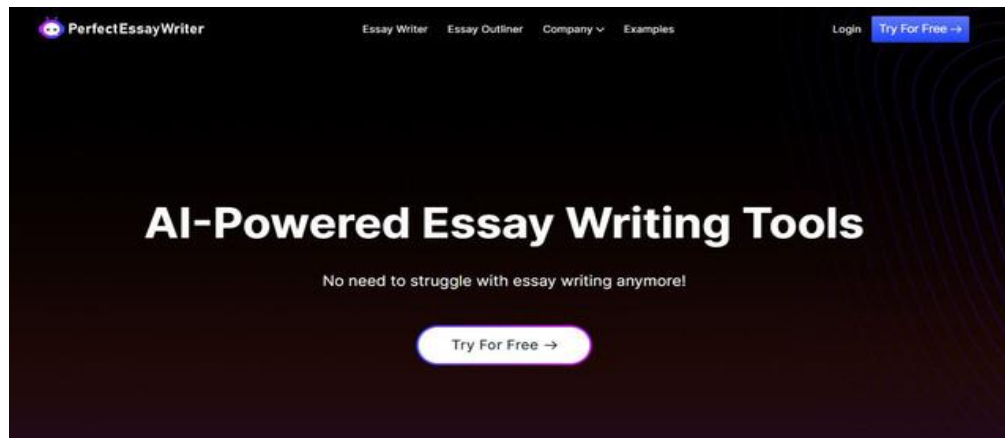 PerfectEssayWriter Essay Writer Essay Outliner Company Examples Login Try For Free →
AI-Powered Essay Writing Tools
No need to struggle with essay writing anymore!
Try For Free →